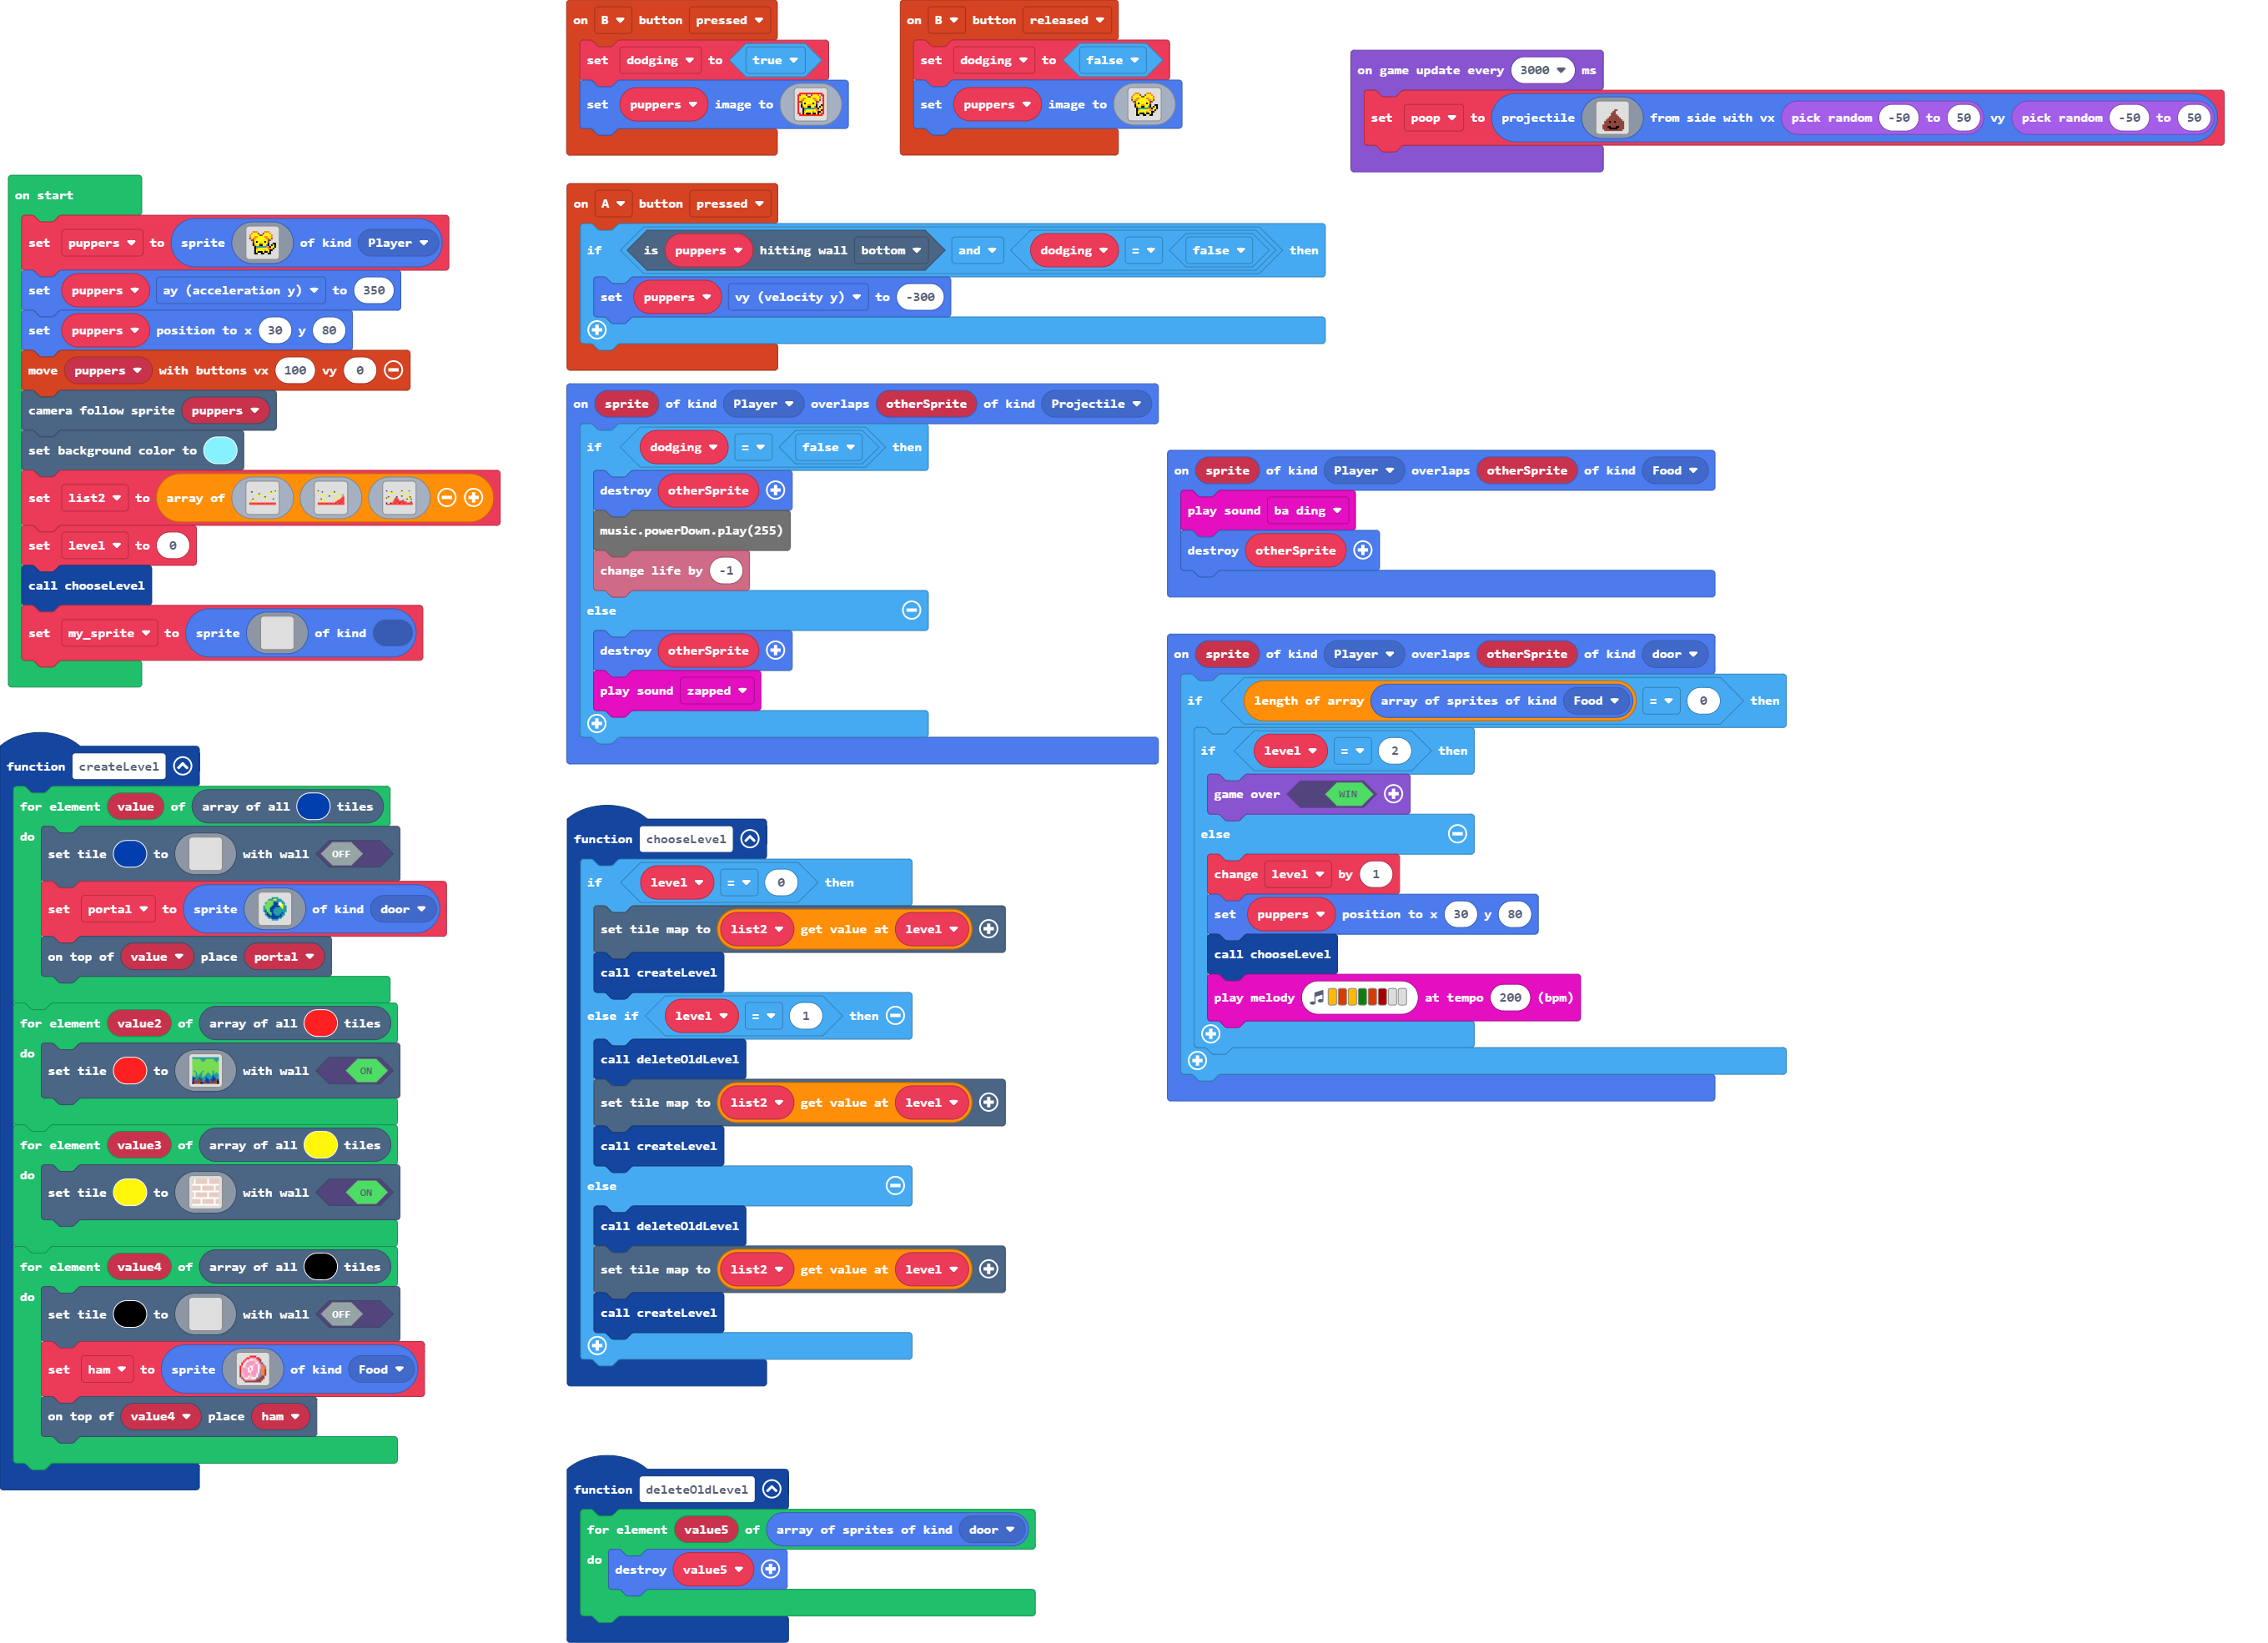 on B button pressed
set dodging to true
set puppers image to
on B button released
set dodging to false
set puppers image to
on game update every 3000 ms
set poop to projectile from side with vx pick random -50 to 50 vy pick random -50 to 50
on start
set puppers to sprite of kind Player
set puppers ay (acceleration y) to 350
set puppers position to x 30 y 80
move puppers with buttons vx 100 vy 0
camera follow sprite puppers
set background color to
set list2 to array of
set level to 0
call chooseLevel
set my_sprite to sprite of kind
on A button pressed
if is puppers hitting wall bottom and dodging = false then
set puppers vy (velocity y) to -300
on sprite of kind Player overlaps otherSprite of kind Projectile
if dodging = false then
destroy otherSprite
music.powerDown.play(255)
change life by -1
else
destroy otherSprite
play sound zapped
on sprite of kind Player overlaps otherSprite of kind Food
play sound ba ding
destroy otherSprite
on sprite of kind Player overlaps otherSprite of kind door
if length of array array of sprites of kind Food = 0 then
if level = 2 then
game over WIN
else
change level by 1
set puppers position to x 30 y 80
call chooseLevel
play melody at tempo 200 (bpm)
function createLevel
for element value of array of all tiles
do
set tile to with wall OFF
set portal to sprite of kind door
on top of value place portal
for element value2 of array of all tiles
do
set tile to with wall ON
for element value3 of array of all tiles
do
set tile to with wall ON
for element value4 of array of all tiles
do
set tile to with wall OFF
set ham to sprite of kind Food
on top of value4 place ham
function chooseLevel
if level = 0 then
set tile map to list2 get value at level
call createLevel
else if level = 1 then
call deleteOldLevel
set tile map to list2 get value at level
call createLevel
else
call deleteOldLevel
set tile map to list2 get value at level
call createLevel
function deleteOldLevel
for element value5 of array of sprites of kind door
do
destroy value5